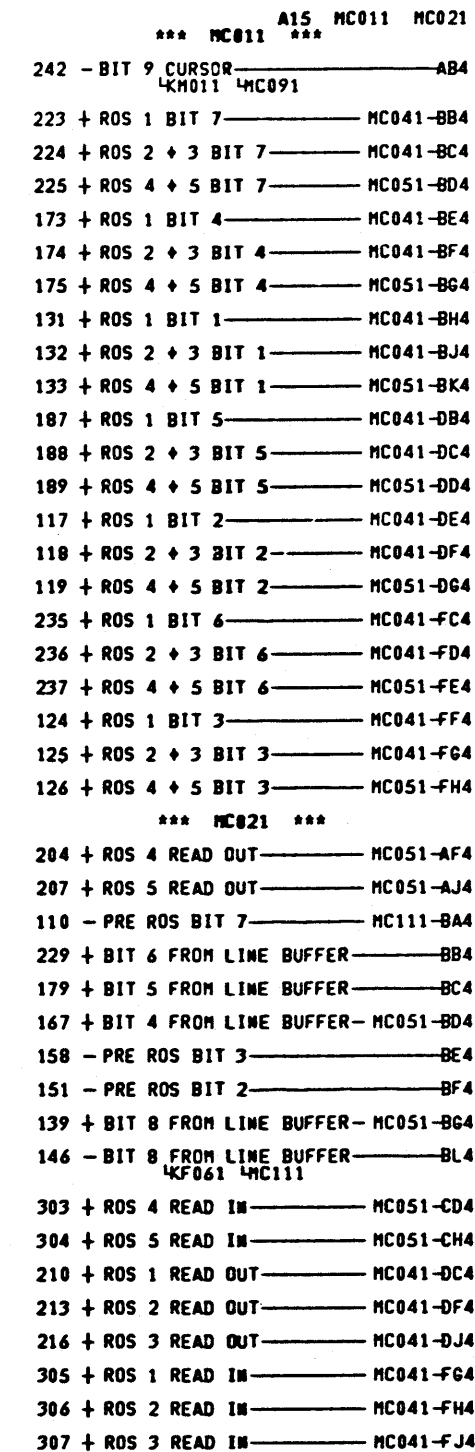 A15 MC011 MC021
*** MC011 ***
242 - BIT 9 CURSOR AB4
KM011 MC091
223 + ROS 1 BIT 7 MC041-BB4
224 + ROS 2 + 3 BIT 7 MC041-BC4
225 + ROS 4 + 5 BIT 7 MC051-BD4
173 + ROS 1 BIT 4 MC041-BE4
174 + ROS 2 + 3 BIT 4 MC041-BF4
175 + ROS 4 + 5 BIT 4 MC051-BG4
131 + ROS 1 BIT 1 MC041-BH4
132 + ROS 2 + 3 BIT 1 MC041-BJ4
133 + ROS 4 + 5 BIT 1 MC051-BK4
187 + ROS 1 BIT 5 MC041-DB4
188 + ROS 2 + 3 BIT 5 MC041-DC4
189 + ROS 4 + 5 BIT 5 MC051-DD4
117 + ROS 1 BIT 2 MC041-DE4
118 + ROS 2 + 3 BIT 2 MC041-DF4
119 + ROS 4 + 5 BIT 2 MC051-DG4
235 + ROS 1 BIT 6 MC041-FC4
236 + ROS 2 + 3 BIT 6 MC041-FD4
237 + ROS 4 + 5 BIT 6 MC051-FE4
124 + ROS 1 BIT 3 MC041-FF4
125 + ROS 2 + 3 BIT 3 MC041-FG4
126 + ROS 4 + 5 BIT 3 MC051-FH4
*** MC021 ***
204 + ROS 4 READ OUT MC051-AF4
207 + ROS 5 READ OUT MC051-AJ4
110 - PRE ROS BIT 7 MC111-BA4
229 + BIT 6 FROM LINE BUFFER BB4
179 + BIT 5 FROM LINE BUFFER BC4
167 + BIT 4 FROM LINE BUFFER - MC051-BD4
158 - PRE ROS BIT 3 BE4
151 - PRE ROS BIT 2 BF4
139 + BIT 8 FROM LINE BUFFER - MC051-BG4
146 - BIT 8 FROM LINE BUFFER BL4
KF061 MC111
303 + ROS 4 READ IN MC051-CD4
304 + ROS 5 READ IN MC051-CH4
210 + ROS 1 READ OUT MC041-DC4
213 + ROS 2 READ OUT MC041-DF4
216 + ROS 3 READ OUT MC041-DJ4
305 + ROS 1 READ IN MC041-FG4
306 + ROS 2 READ IN MC041-FH4
307 + ROS 3 READ IN MC041-FJ4